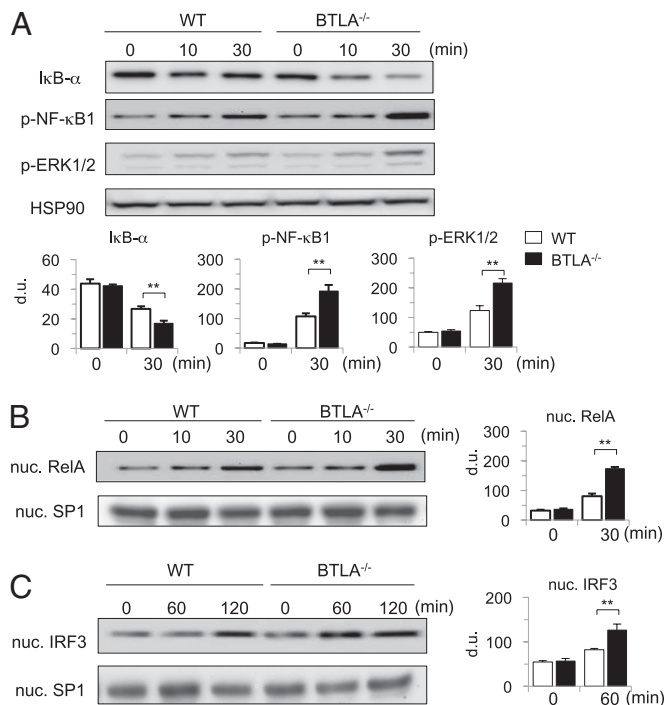 A
WT BTLA-/-
0 10 30 0 10 30 (min)
IκB-α
p-NF-κB1
p-ERK1/2
HSP90
IκB-α p-NF-κB1 p-ERK1/2
WT
BTLA-/-
d.u.
60
40
20
0
**
0 30 (min)
300
200
100
0
**
0 30 (min)
300
200
100
0
**
0 30 (min)
B
WT BTLA-/-
0 10 30 0 10 30 (min)
nuc. RelA
nuc. SP1
nuc. RelA
d.u.
300
200
100
0
**
0 30 (min)
C
WT BTLA-/-
0 60 120 0 60 120 (min)
nuc. IRF3
nuc. SP1
nuc. IRF3
d.u.
200
100
0
**
0 60 (min)